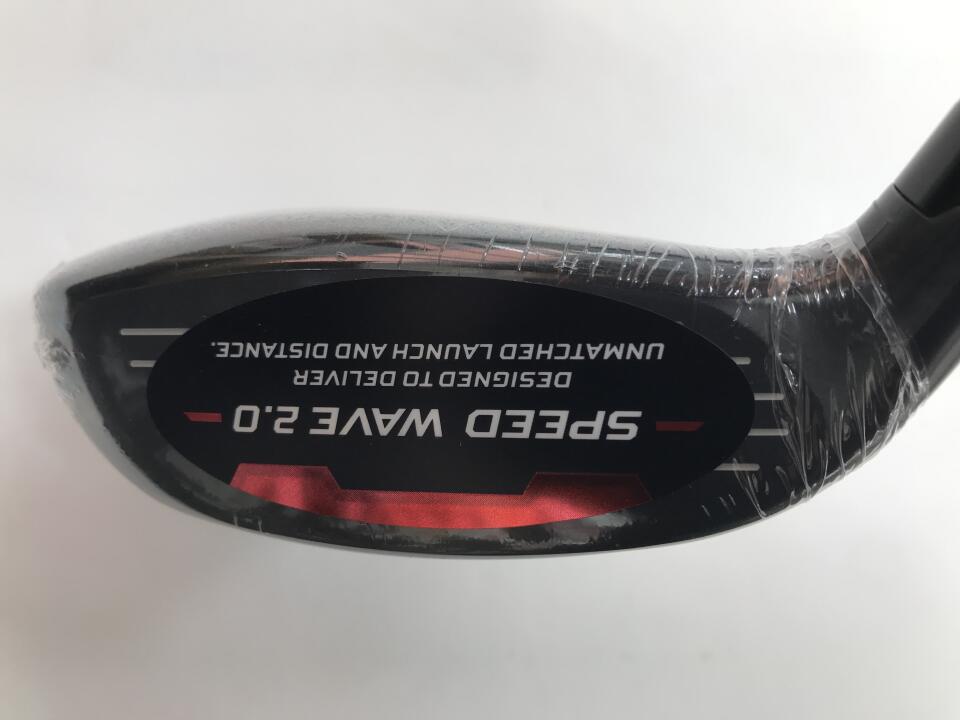 SPEED WAVE 2.0
DESIGNED TO DELIVER
UNMATCHED LAUNCH AND DISTANCE.